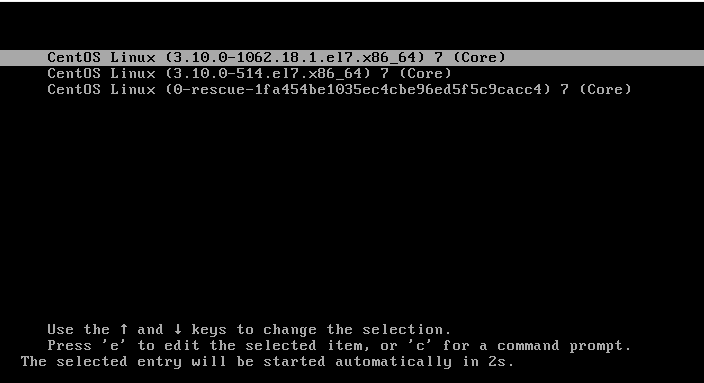 CentOS Linux (3.10.0-1062.18.1.el7.x86_64) 7 (Core)
CentOS Linux (3.10.0-514.el7.x86_64) 7 (Core)
CentOS Linux (0-rescue-1fa454be1035ec4cbe96ed5f5c9cacc4) 7 (Core)
Use the ↑ and ↓ keys to change the selection.
Press 'e' to edit the selected item, or 'c' for a command prompt.
The selected entry will be started automatically in 2s.